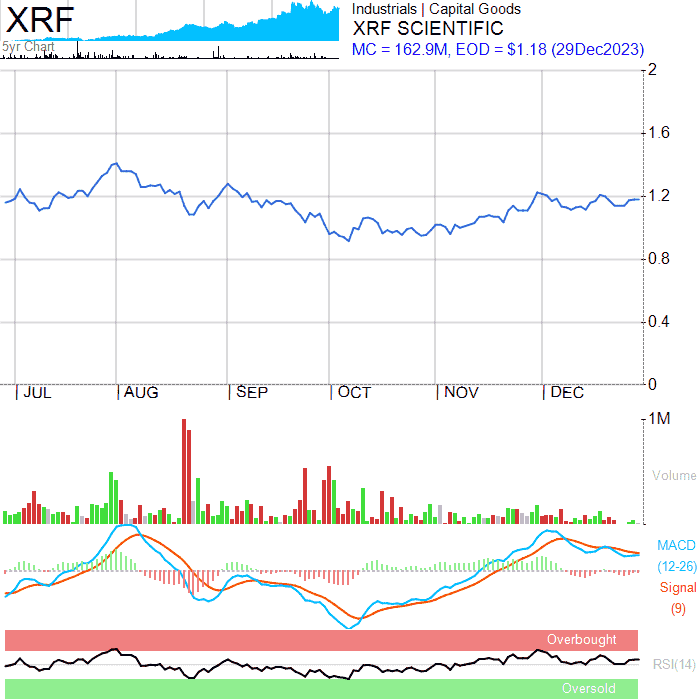 XRF
5yr Chart
Industrials | Capital Goods
XRF SCIENTIFIC
MC = 162.9M, EOD = $1.18 (29Dec2023)
2
1.6
1.2
0.8
0.4
0
| JUL | AUG | SEP | OCT | NOV | DEC
1M
Volume
MACD
(12-26)
Signal
(9)
Overbought
RSI(14)
Oversold